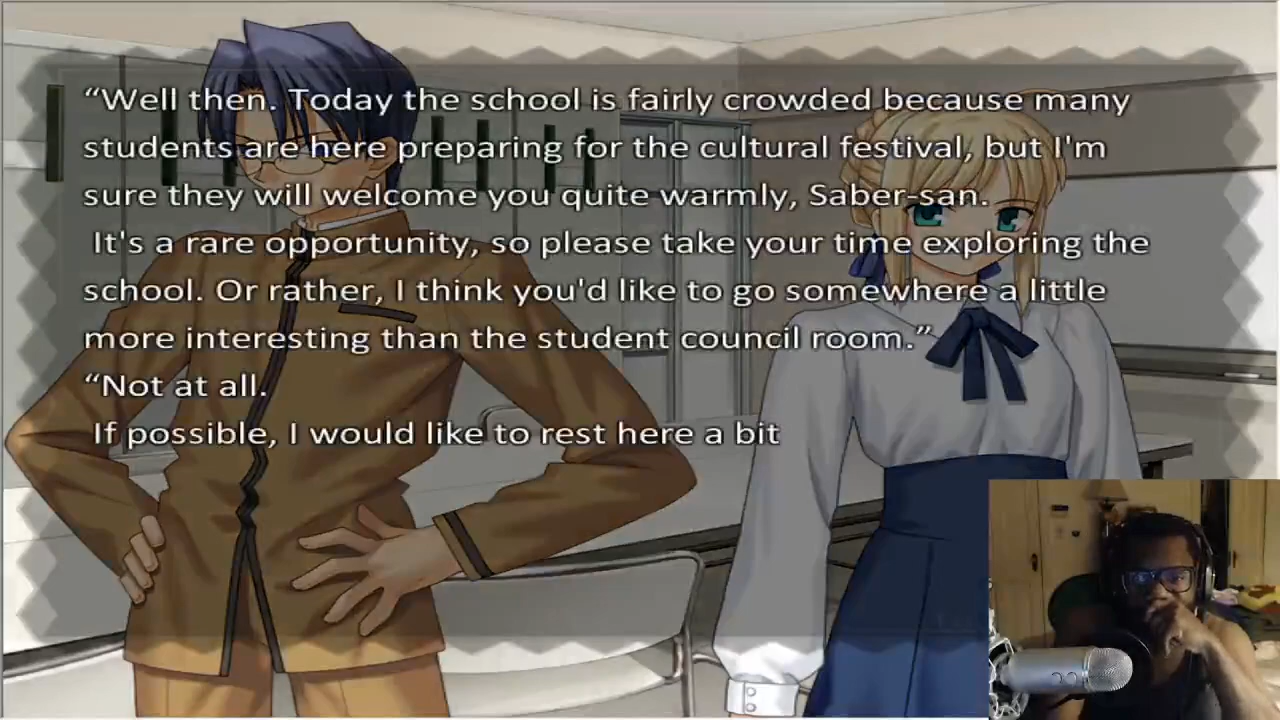 “Well then. Today the school is fairly crowded because many
students are here preparing for the cultural festival, but I'm
sure they will welcome you quite warmly, Saber-san.
It's a rare opportunity, so please take your time exploring the
school. Or rather, I think you'd like to go somewhere a little
more interesting than the student council room.”
“Not at all.
If possible, I would like to rest here a bit